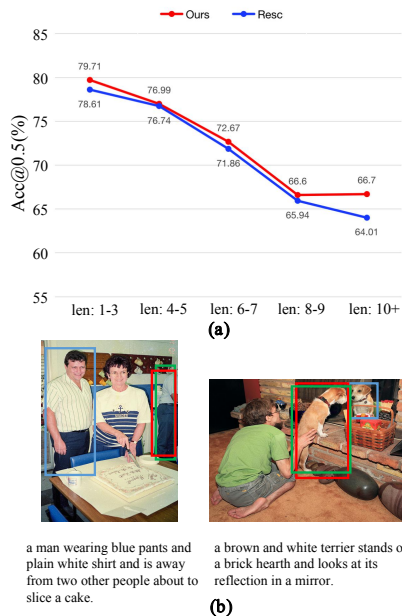 Ours Resc
85
80
75
70
65
60
55
Acc@0.5(%)
79.71
76.99
72.67
66.6
66.7
78.61
76.74
71.86
65.94
64.01
len: 1-3 len: 4-5 len: 6-7 len: 8-9 len: 10+
(a)
a man wearing blue pants and
plain white shirt and is away
from two other people about to
slice a cake.
a brown and white terrier stands o
a brick hearth and looks at its
reflection in a mirror.
(b)